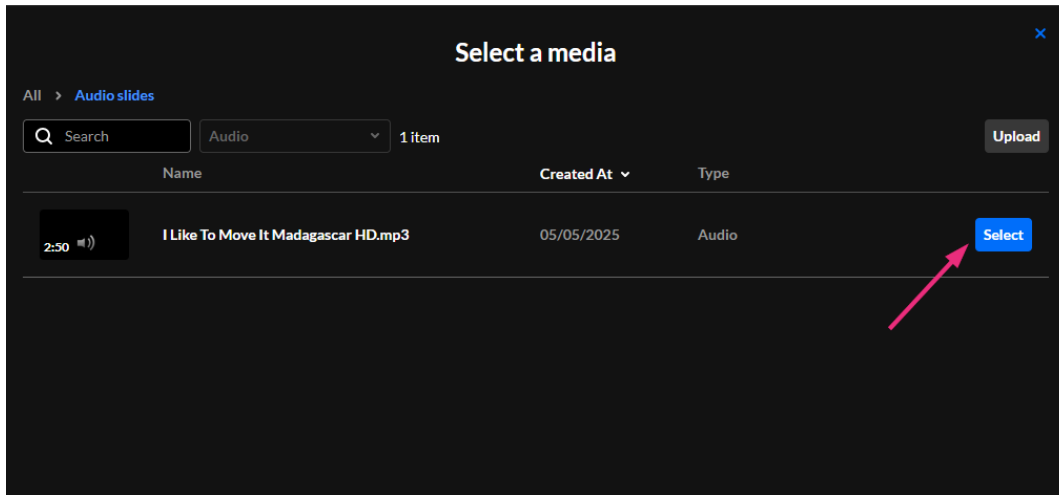 Select a media
All > Audio slides
Search Audio 1 item Upload
Name Created At Type
2:50 I Like To Move It Madagascar HD.mp3 05/05/2025 Audio Select